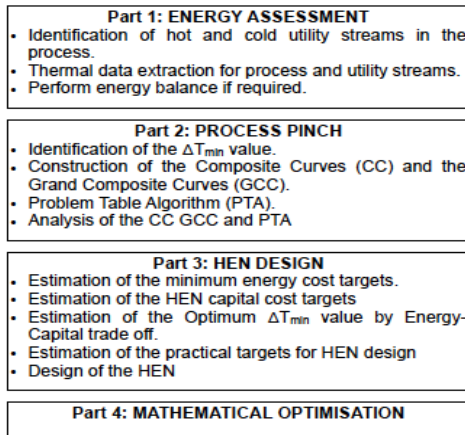 Part 1: ENERGY ASSESSMENT
• Identification of hot and cold utility streams in the
process.
• Thermal data extraction for process and utility streams.
• Perform energy balance if required.
Part 2: PROCESS PINCH
• Identification of the ΔTmin value.
• Construction of the Composite Curves (CC) and the
Grand Composite Curves (GCC).
• Problem Table Algorithm (PTA).
• Analysis of the CC GCC and PTA
Part 3: HEN DESIGN
• Estimation of the minimum energy cost targets.
• Estimation of the HEN capital cost targets
• Estimation of the Optimum ΔTmin value by Energy-
Capital trade off.
• Estimation of the practical targets for HEN design
• Design of the HEN
Part 4: MATHEMATICAL OPTIMISATION